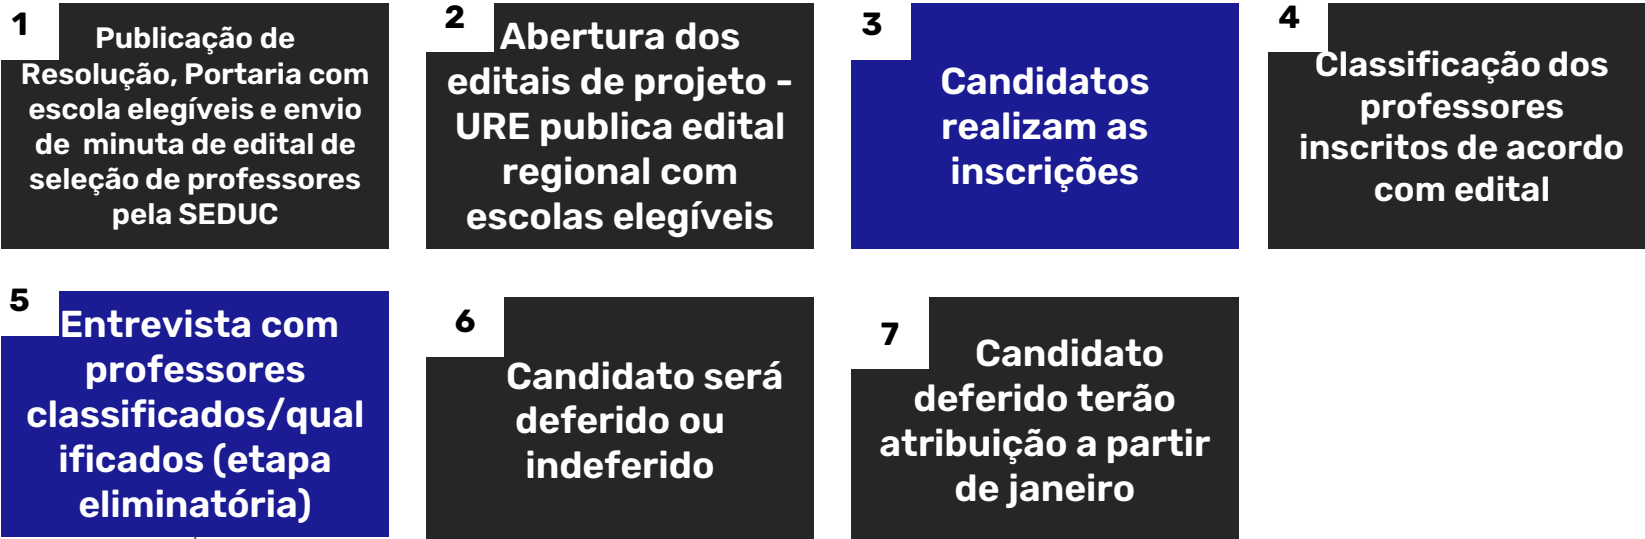 1
Publicação de
Resolução, Portaria com
escola elegíveis e envio
de minuta de edital de
seleção de professores
pela SEDUC
2
Abertura dos
editais de projeto -
URE publica edital
regional com
escolas elegíveis
3
Candidatos
realizam as
inscrições
4
Classificação dos
professores
inscritos de acordo
com edital
5
Entrevista com
professores
classificados/qual
ificados (etapa
eliminatória)
6
Candidato será
deferido ou
indeferido
7
Candidato
deferido terão
atribuição a partir
de janeiro